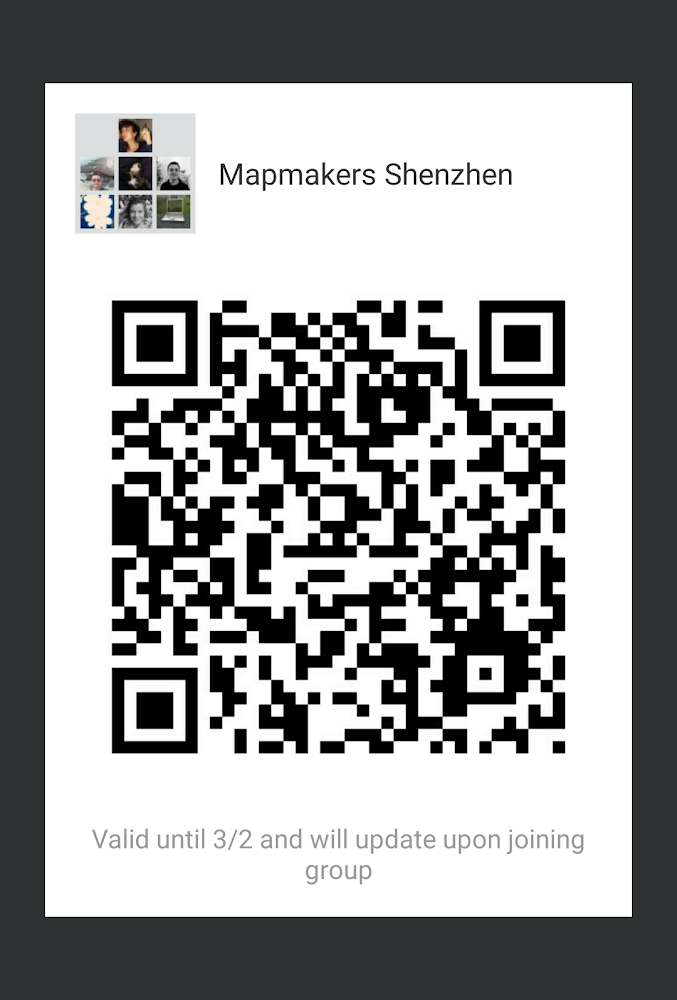 Mapmakers Shenzhen
Valid until 3/2 and will update upon joining
group